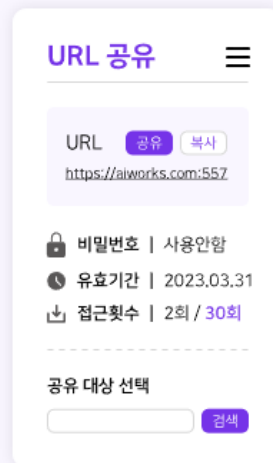 URL 공유
URL 공유 복사
https://aiworks.com:557
비밀번호 | 사용안함
유효기간 | 2023.03.31
접근횟수 | 2회 / 30회
공유 대상 선택
검색